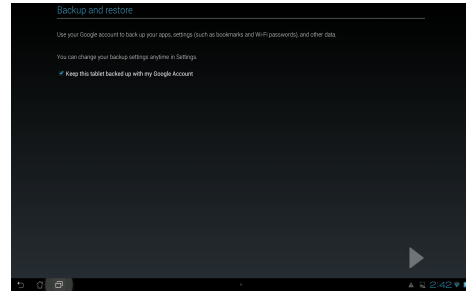 Backup and restore
Use your Google account to back up your apps, settings (such as bookmarks and Wi-Fi passwords), and other data.
You can change your backup settings anytime in Settings.
Keep this tablet backed up with my Google Account
2:42